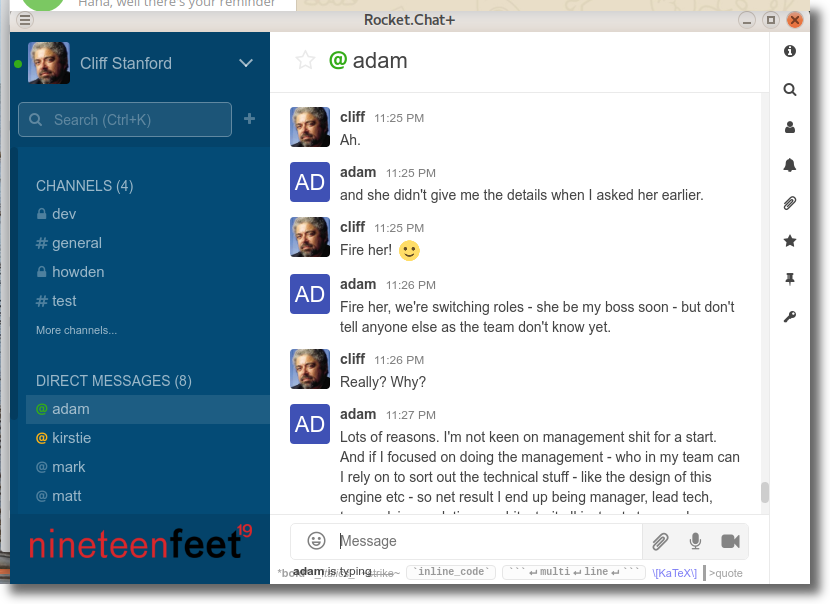 Haha, well there's your reminder
Rocket.Chat+
Cliff Stanford
Search (Ctrl+K)
CHANNELS (4)
dev
# general
howden
# test
More channels...
DIRECT MESSAGES (8)
@ adam
@ kirstie
@ mark
@ matt
nineteenfeet19
@ adam
cliff 11:25 PM
Ah.
AD
adam 11:25 PM
and she didn't give me the details when I asked her earlier.
cliff 11:25 PM
Fire her! 🙂
AD
adam 11:26 PM
Fire her, we're switching roles - she be my boss soon - but don't
tell anyone else as the team don't know yet.
cliff 11:26 PM
Really? Why?
AD
adam 11:27 PM
Lots of reasons. I'm not keen on management shit for a start.
And if I focused on doing the management - who in my team can
I rely on to sort out the technical stuff - like the design of this
engine etc - so net result I end up being manager, lead tech,
Message
adam is typing
*bold* _italics_ ~strike~ `inline_code` ```↵multi↵line↵``` \[KaTeX\] >quote